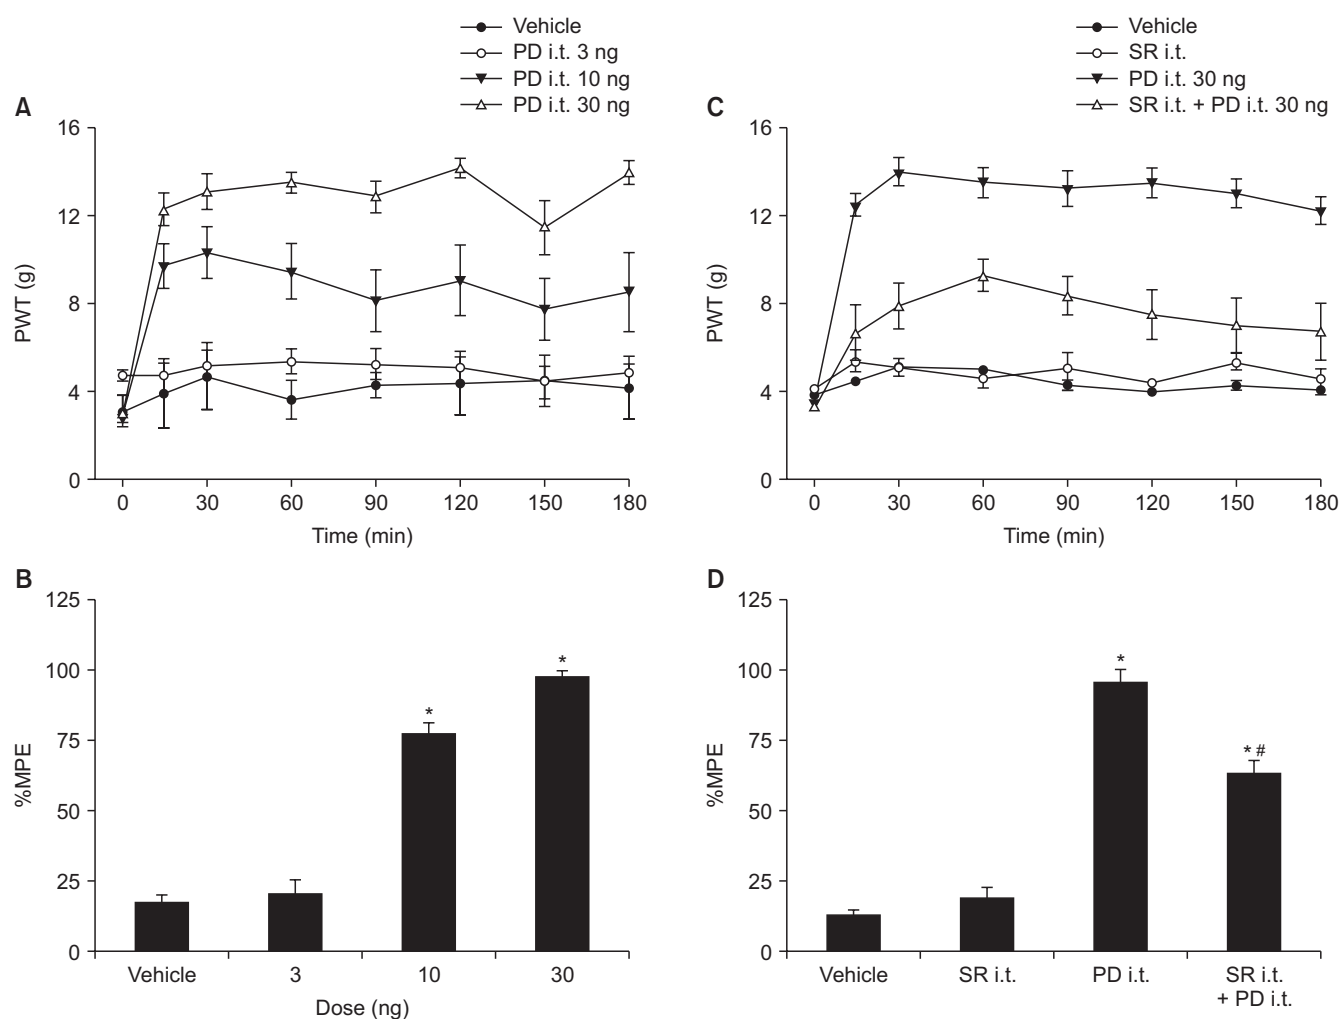 A
Vehicle
PD i.t. 3 ng
PD i.t. 10 ng
PD i.t. 30 ng
16
12
8
4
0
PWT (g)
0 30 60 90 120 150 180
Time (min)
C
Vehicle
SR i.t.
PD i.t. 30 ng
SR i.t. + PD i.t. 30 ng
16
12
8
4
0
PWT (g)
0 30 60 90 120 150 180
Time (min)
B
125
100
75
50
25
0
%MPE
*
*
Vehicle 3 10 30
Dose (ng)
D
125
100
75
50
25
0
%MPE
*
* #
Vehicle SR i.t. PD i.t. SR i.t.
+ PD i.t.